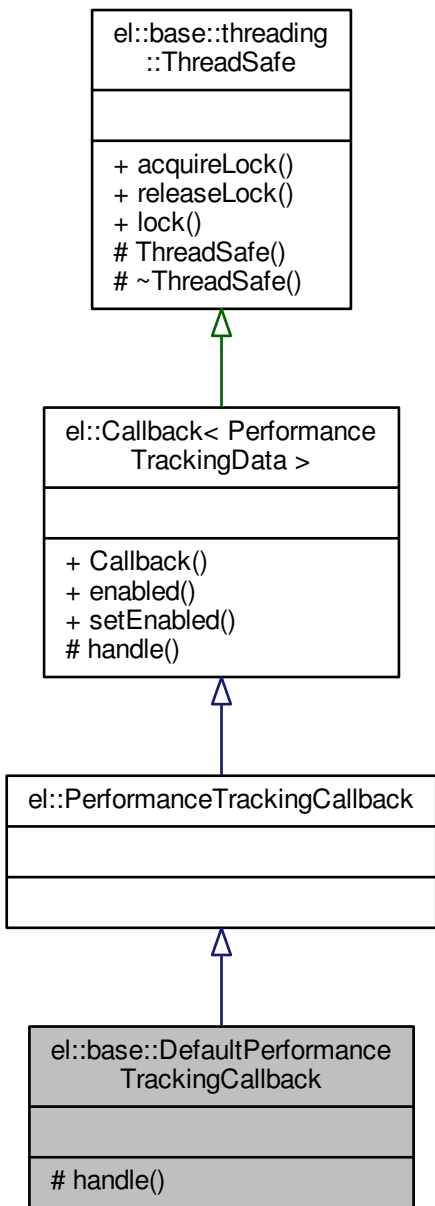 el::base::threading
::ThreadSafe
+ acquireLock()
+ releaseLock()
+ lock()
# ThreadSafe()
# ~ThreadSafe()
el::Callback< Performance
TrackingData >
+ Callback()
+ enabled()
+ setEnabled()
# handle()
el::PerformanceTrackingCallback
el::base::DefaultPerformance
TrackingCallback
# handle()